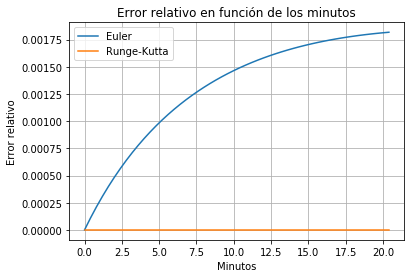 Error relativo en función de los minutos
Euler
Runge-Kutta
Error relativo
0.00175
0.00150
0.00125
0.00100
0.00075
0.00050
0.00025
0.00000
0.0 2.5 5.0 7.5 10.0 12.5 15.0 17.5 20.0
Minutos